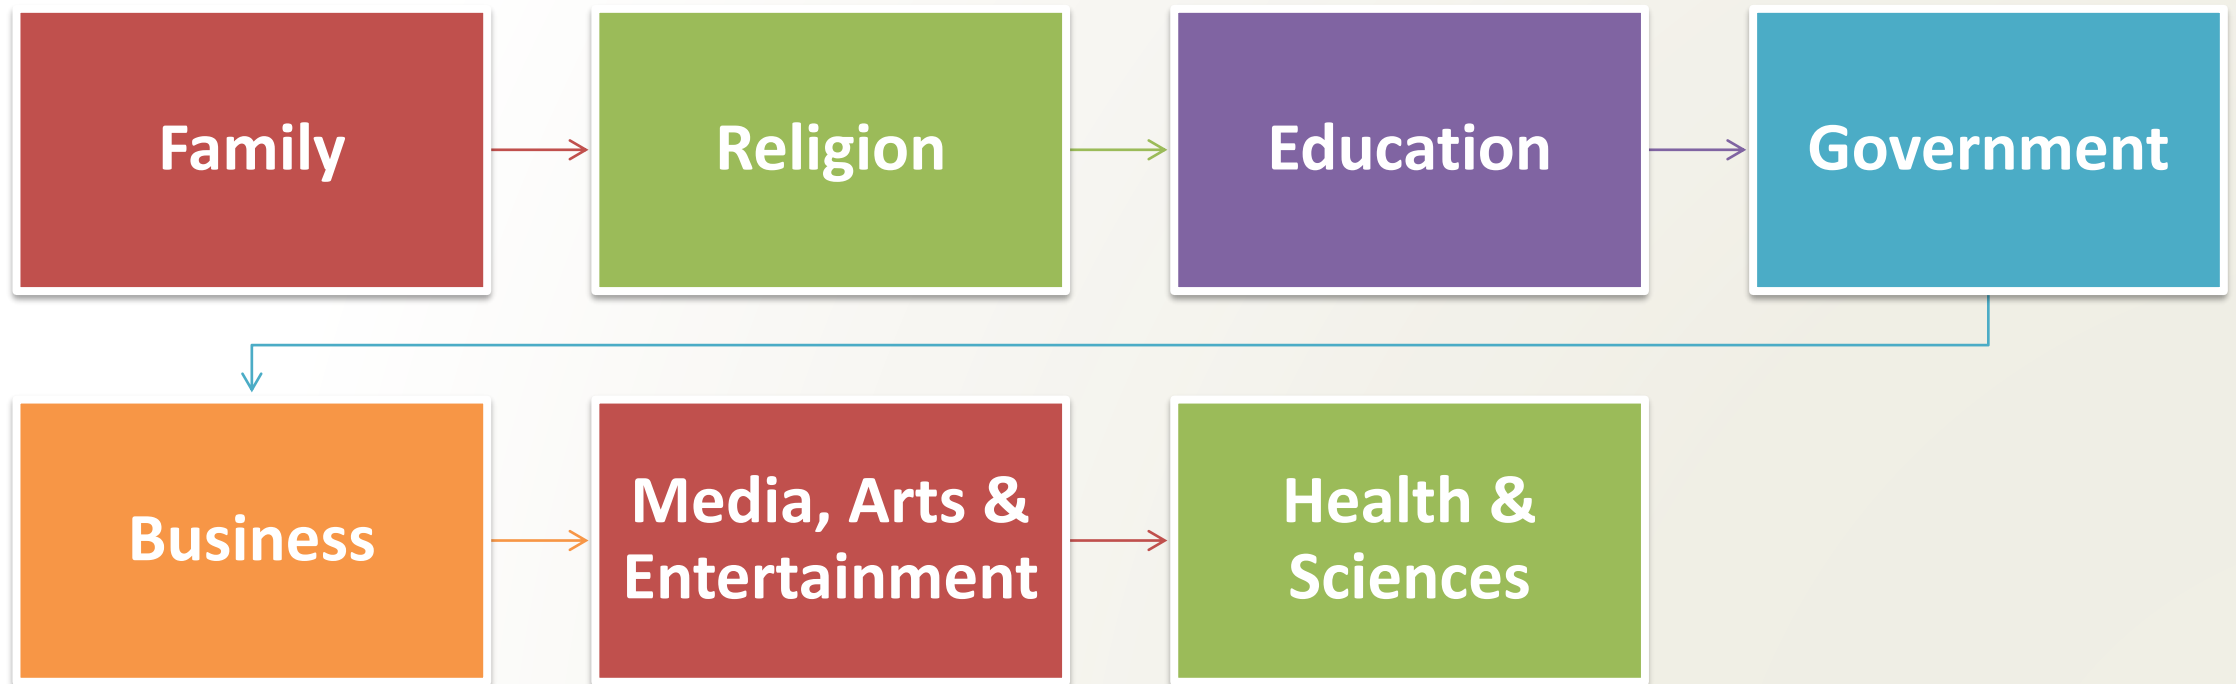 Family
Religion
Education
Government
Business
Media, Arts &
Entertainment
Health &
Sciences